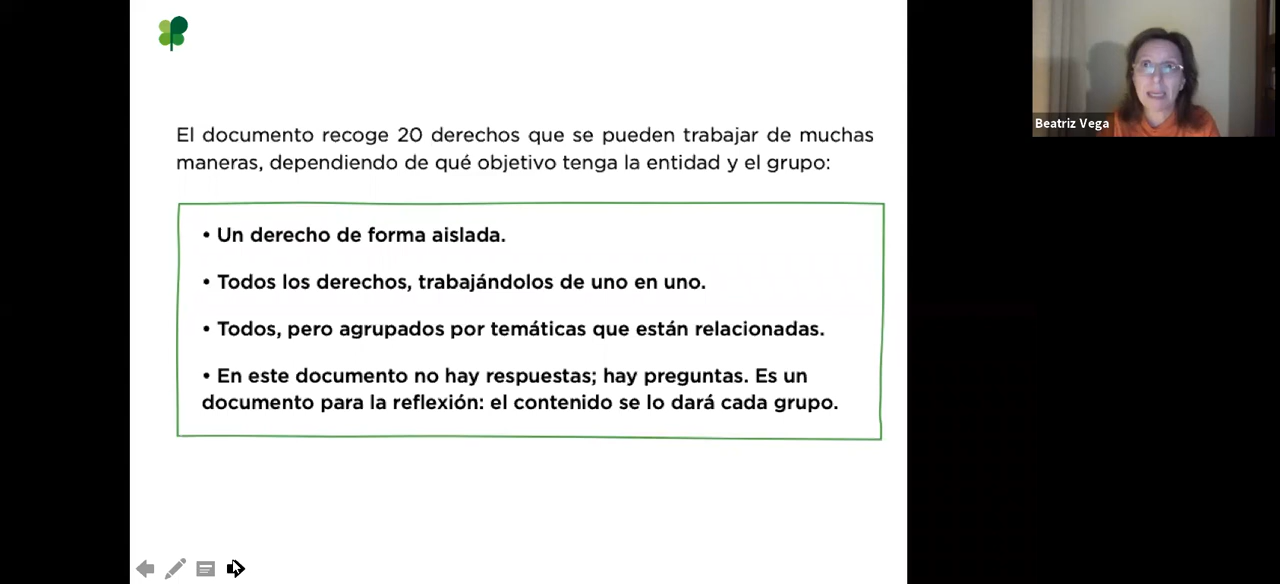 El documento recoge 20 derechos que se pueden trabajar de muchas
maneras, dependiendo de qué objetivo tenga la entidad y el grupo:
• Un derecho de forma aislada.
• Todos los derechos, trabajándolos de uno en uno.
• Todos, pero agrupados por temáticas que están relacionadas.
• En este documento no hay respuestas; hay preguntas. Es un
documento para la reflexión: el contenido se lo dará cada grupo.
Beatriz Vega